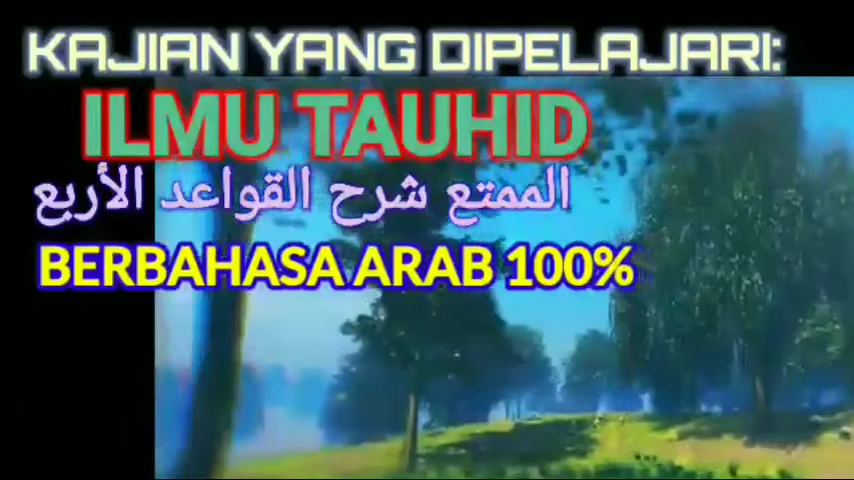 KAJIAN YANG DIPELAJARI:
ILMU TAUHID
الممتع شرح القواعد الأربع
BERBAHASA ARAB 100%